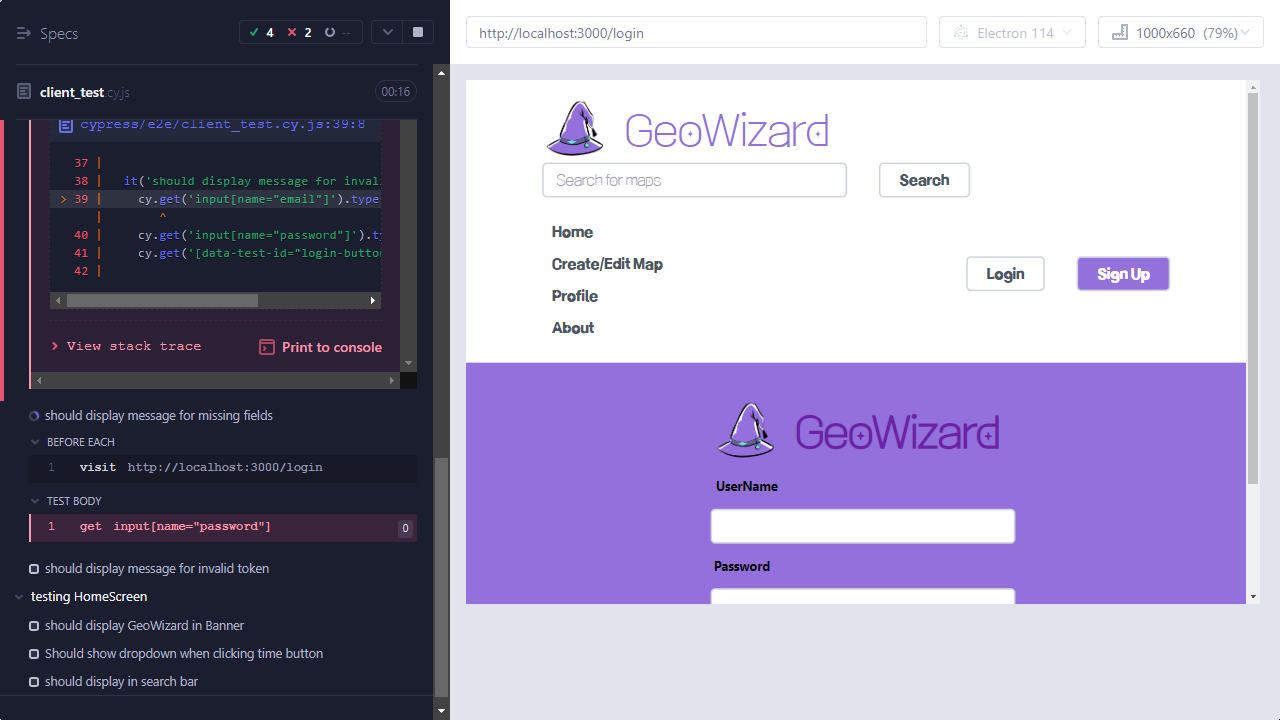 Specs
4
2
--
client_test.cy.js
00:16
cypress/e2e/client_test.cy.js:39:8
37 |
38 | it('should display message for invali
> 39 | cy.get('input[name="email"]').type
| ^
40 | cy.get('input[name="password"]').ty
41 | cy.get('[data-test-id="login-button
42 |
> View stack trace
Print to console
should display message for missing fields
BEFORE EACH
1 visit http://localhost:3000/login
TEST BODY
1 get input[name="password"] 0
should display message for invalid token
testing HomeScreen
should display GeoWizard in Banner
Should show dropdown when clicking time button
should display in search bar
http://localhost:3000/login
Electron 114
1000x660 (79%)
GeoWizard
Search for maps
Search
Home
Create/Edit Map
Profile
About
Login
Sign Up
GeoWizard
UserName
Password